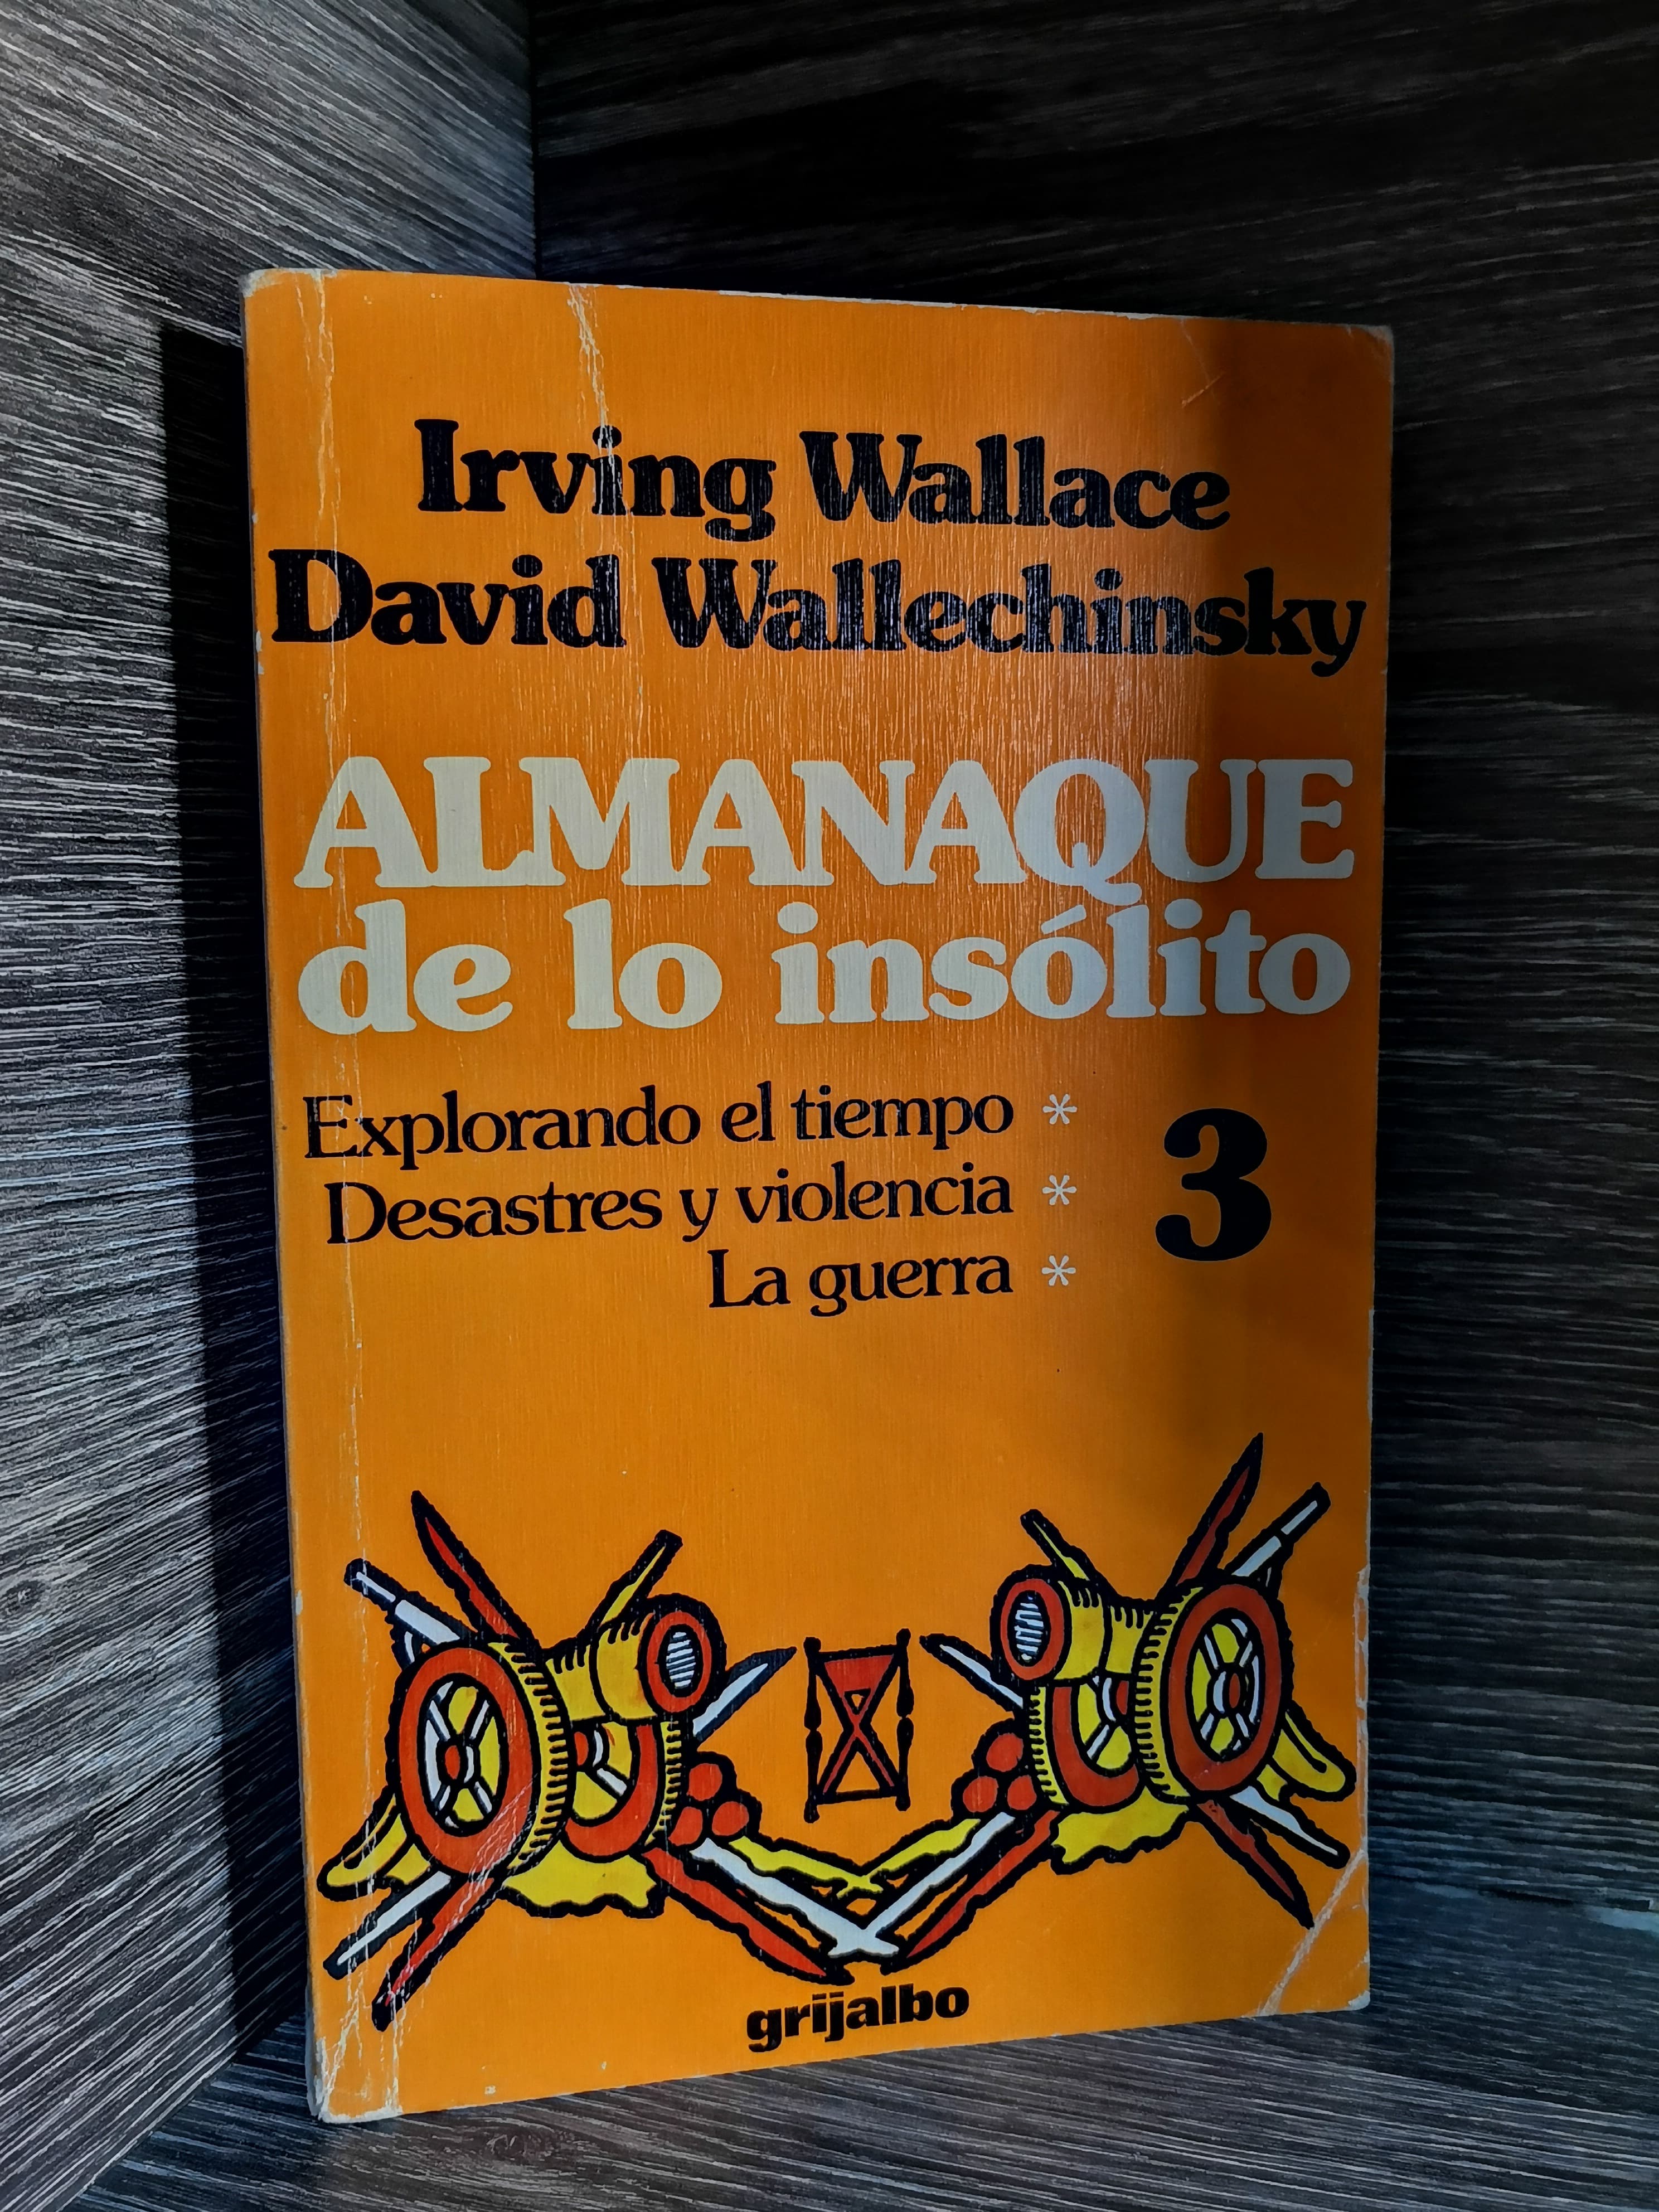 Irving Wallace
David Wallechinsky
ALMANAQUE
de lo insólito
Explorando el tiempo *
Desastres y violencia *
La guerra *
3
grijalbo